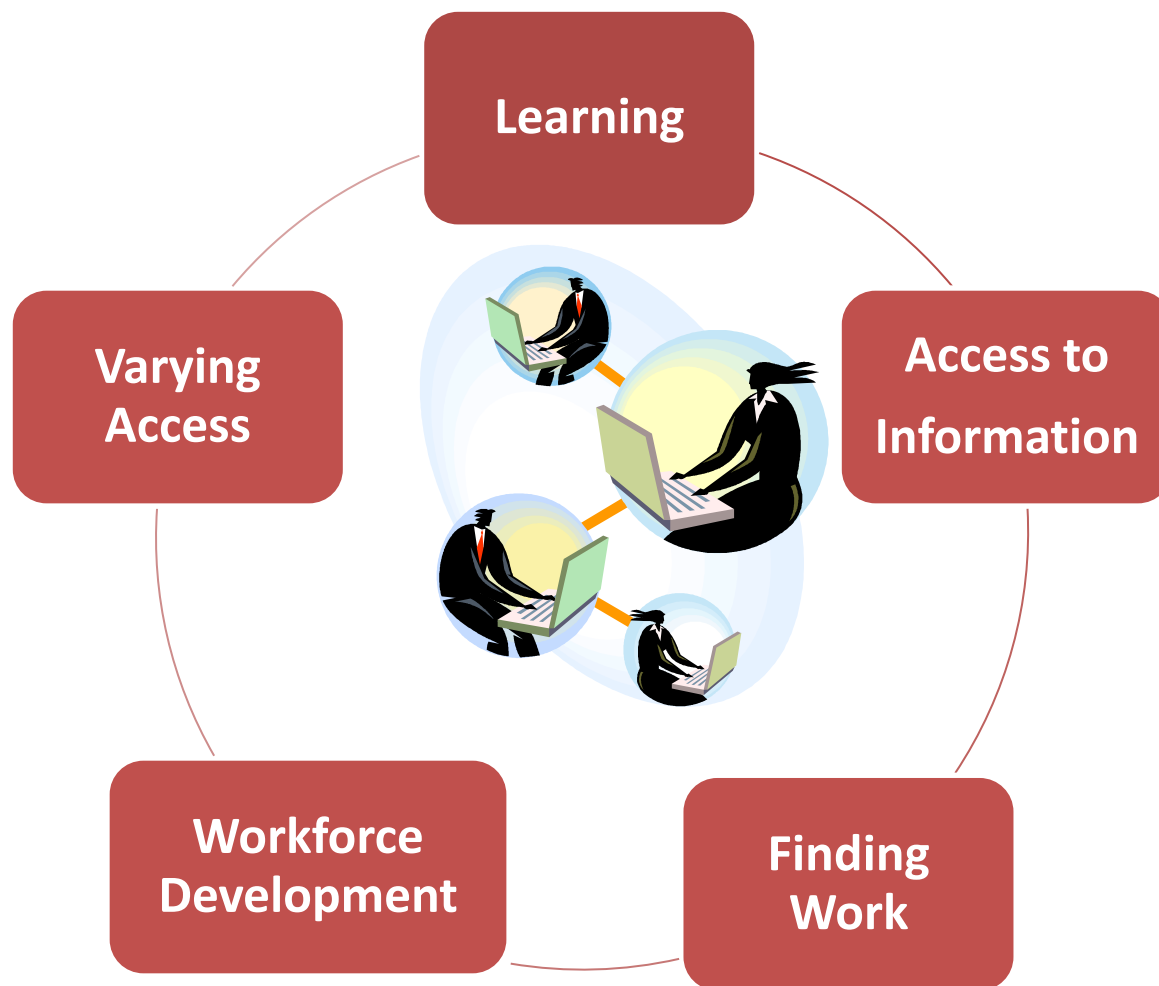 Learning
Access to
Information
Finding
Work
Workforce
Development
Varying
Access